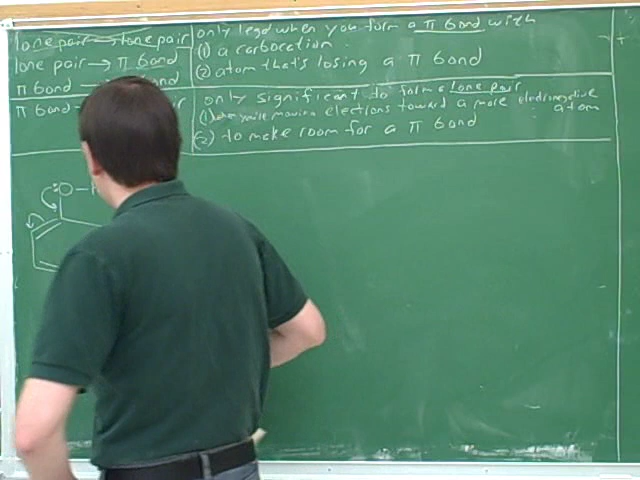 lone pair → lone pair
lone pair → π bond
π bond bond
π bond
only legal when you form a π bond with
(1) a carbocation
(2) atom that's losing a π bond
only significant to form a lone pair
(1) you're moving electrons toward a more electronegative atom
(2) to make room for a π bond
:O